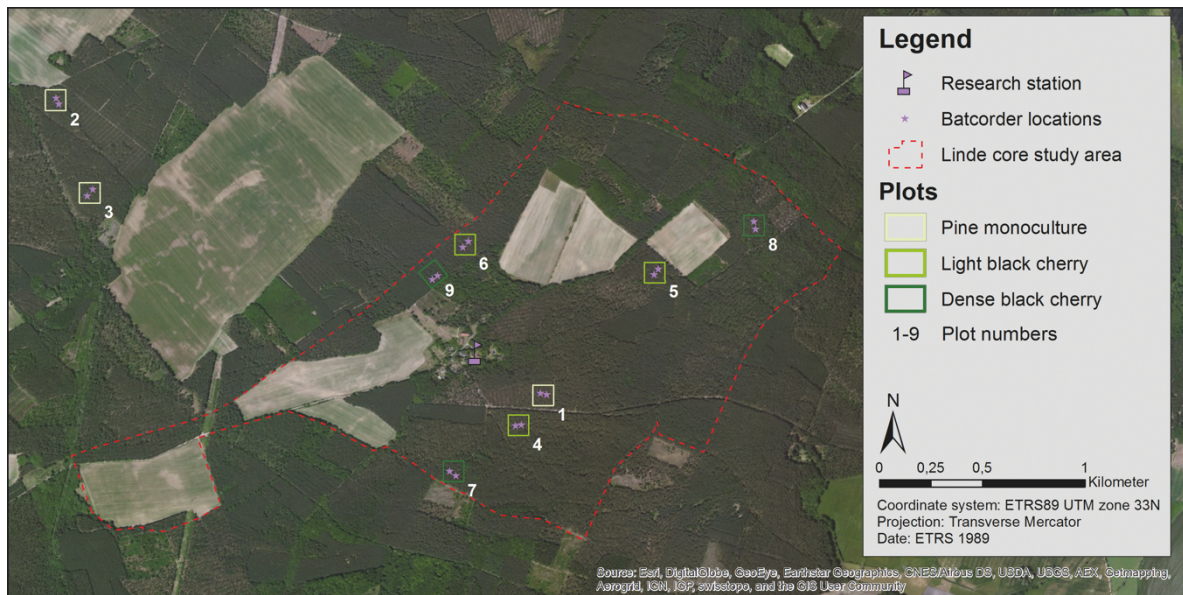 2
3
6
9
8
5
1
4
7
Legend
Research station
Batcorder locations
Linde core study area
Plots
Pine monoculture
Light black cherry
Dense black cherry
1-9 Plot numbers
N
0 0,25 0,5 1
Kilometer
Coordinate system: ETRS89 UTM zone 33N
Projection: Transverse Mercator
Date: ETRS 1989
Source: Esri, DigitalGlobe, GeoEye, Earthstar Geographics, CNES/Airbus DS, USDA, USGS, AEX, Getmapping,
Aerogrid, IGN, IGP, swisstopo, and the GIS User Community